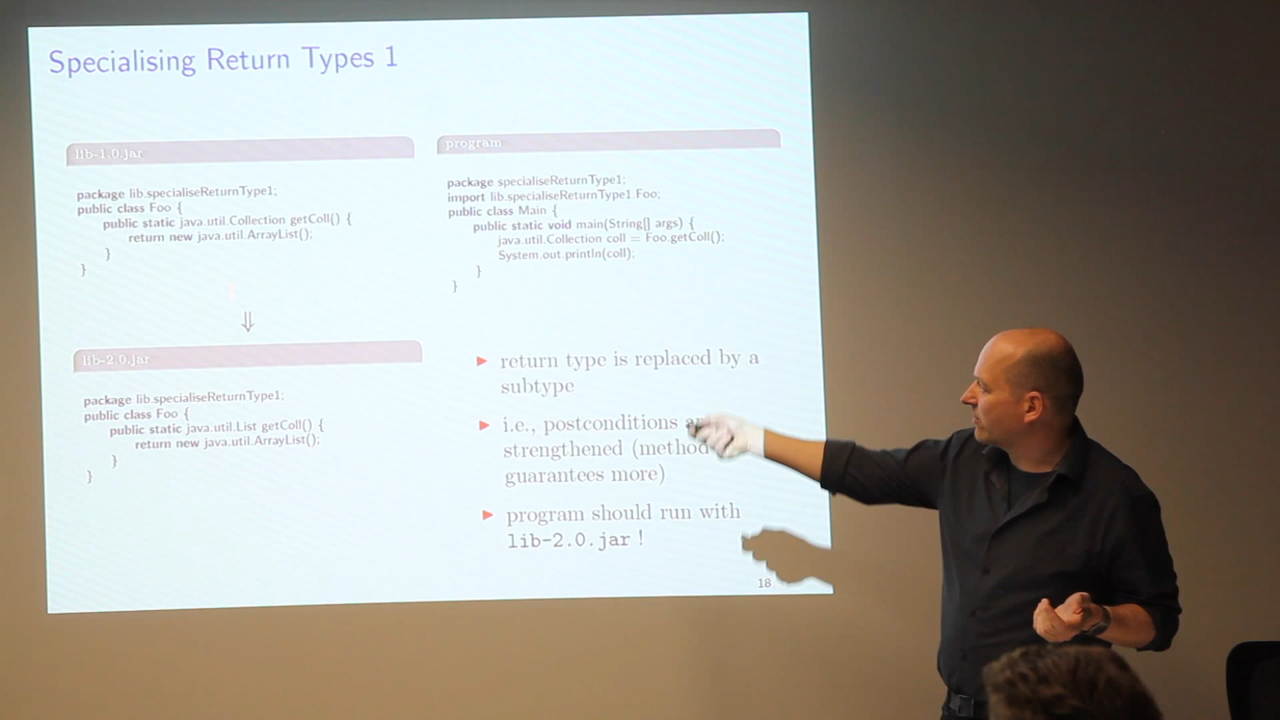 Specialising Return Types 1
lib-1.0.jar
package lib.specialiseReturnType1;
public class Foo {
public static java.util.Collection getColl() {
return new java.util.ArrayList();
}
}
⇓
lib-2.0.jar
package lib.specialiseReturnType1;
public class Foo {
public static java.util.List getColl() {
return new java.util.ArrayList();
}
}
program
package specialiseReturnType1;
import lib.specialiseReturnType1.Foo;
public class Main {
public static void main(String[] args) {
java.util.Collection coll = Foo.getColl();
System.out.println(coll);
}
}
return type is replaced by a
subtype
i.e., postconditions
strengthened (method
guarantees more)
program should run with
lib-2.0.jar !
18